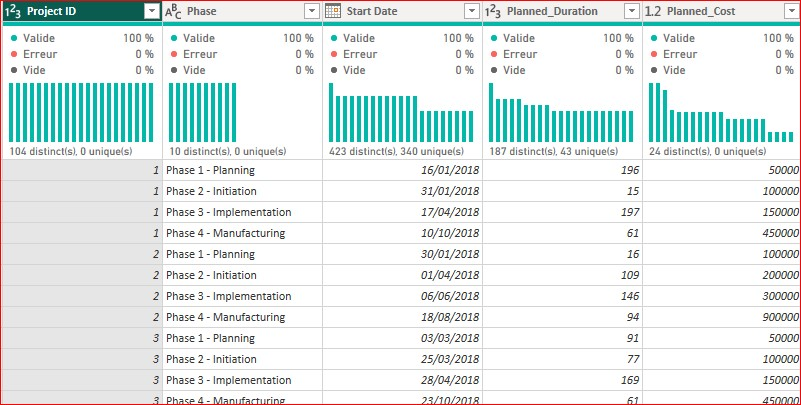 1²3 Project ID ABC Phase Start Date 1²3 Planned_Duration 1.2 Planned_Cost
Valide 100 % Valide 100 % Valide 100 % Valide 100 % Valide 100 %
Erreur 0 % Erreur 0 % Erreur 0 % Erreur 0 % Erreur 0 %
Vide 0 % Vide 0 % Vide 0 % Vide 0 % Vide 0 %
104 distinct(s), 0 unique(s) 10 distinct(s), 0 unique(s) 423 distinct(s), 340 unique(s) 187 distinct(s), 43 unique(s) 24 distinct(s), 0 unique(s)
1 Phase 1 - Planning 16/01/2018 196 50000
1 Phase 2 - Initiation 31/01/2018 15 100000
1 Phase 3 - Implementation 17/04/2018 197 150000
1 Phase 4 - Manufacturing 10/10/2018 61 450000
2 Phase 1 - Planning 30/01/2018 16 100000
2 Phase 2 - Initiation 01/04/2018 109 200000
2 Phase 3 - Implementation 06/06/2018 146 300000
2 Phase 4 - Manufacturing 18/08/2018 94 900000
3 Phase 1 - Planning 03/03/2018 91 50000
3 Phase 2 - Initiation 25/03/2018 77 100000
3 Phase 3 - Implementation 28/04/2018 169 150000
3 Phase 4 - Manufacturing 23/10/2018 61 450000